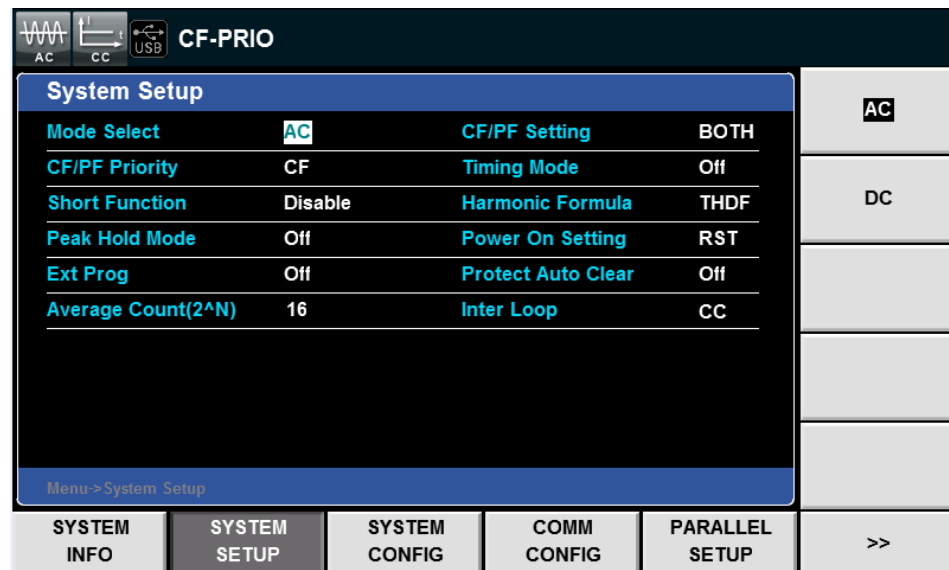 AC
CC
t
USB
CF-PRIO
System Setup
Mode Select AC CF/PF Setting BOTH
CF/PF Priority CF Timing Mode Off
Short Function Disable Harmonic Formula THDF
Peak Hold Mode Off Power On Setting RST
Ext Prog Off Protect Auto Clear Off
Average Count(2^N) 16 Inter Loop CC
Menu->System Setup
AC
DC
SYSTEM INFO
SYSTEM SETUP
SYSTEM CONFIG
COMM CONFIG
PARALLEL SETUP
>>